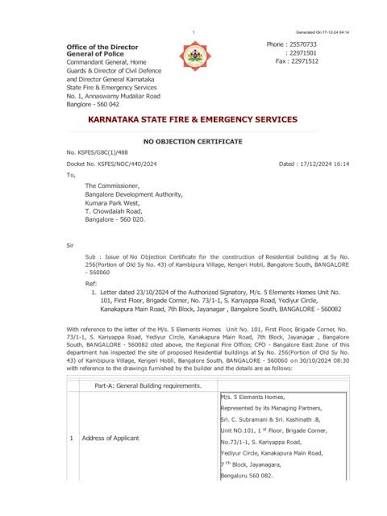 1
Generated On:17-12-24 04:14
Office of the Director
General of Police
Commandant General, Home
Guards & Director of Civil Defence
and Director General Karnataka
State Fire & Emergency Services
No. 1, Annaswamy Mudaliar Road
Banglore - 560 042
Phone : 25570733
: 22971501
Fax : 22971512
KARNATAKA STATE FIRE & EMERGENCY SERVICES
NO OBJECTION CERTIFICATE
No. KSFES/GBC(1)/488
Docket No. KSFES/NOC/440/2024
Dated : 17/12/2024 16:14
To,
The Commissioner,
Bangalore Development Authority,
Kumara Park West,
T. Chowdaiah Road,
Bangalore - 560 020.
Sir
Sub : Issue of No Objection Certificate for the construction of Residential building at Sy No.
256(Portion of Old Sy No. 43) of Kambipura Village, Kengeri Hobli, Bangalore South, BANGALORE
- 560060
Ref:
1. Letter dated 23/10/2024 of the Authorised Signatory, M/s. 5 Elements Homes Unit No.
101, First Floor, Brigade Corner, No. 73/1-1, S. Kariyappa Road, Yediyur Circle,
Kanakapura Main Road, 7th Block, Jayanagar , Bangalore South, BANGALORE - 560082
With reference to the letter of the M/s. 5 Elements Homes Unit No. 101, First Floor, Brigade Corner, No.
73/1-1, S. Kariyappa Road, Yediyur Circle, Kanakapura Main Road, 7th Block, Jayanagar , Bangalore
South, BANGALORE - 560082 cited above, the Regional Fire Officer, CFO - Bangalore East Zone of this
department has inspected the site of proposed Residential buildings at Sy No. 256(Portion of Old Sy No.
43) of Kambipura Village, Kengeri Hobli, Bangalore South, BANGALORE - 560060 on 30/10/2024 08:30
with reference to the drawings furnished by the builder and the details are as follows:
Part-A: General Building requirements.
1
Address of Applicant
M/s. 5 Elements Homes,
Represented by its Managing Partners,
Sri. C. Subramani & Sri. Kashinath .B,
Unit NO.101, 1 st Floor, Brigade Corner,
No.73/1-1, S. Kariyappa Road,
Yediyur Circle, Kanakapura Main Road,
7 th Block, Jayanagara,
Bengaluru 560 082.